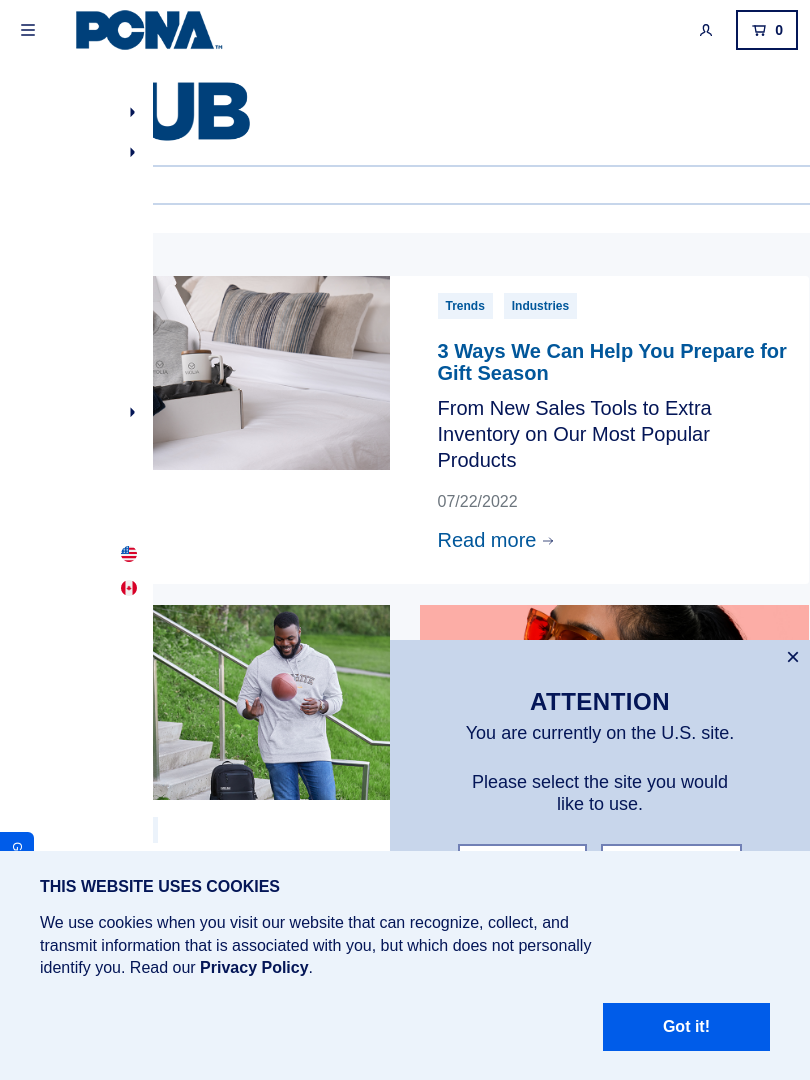 PCNA™
0
UB
Trends Industries
3 Ways We Can Help You Prepare for
Gift Season
From New Sales Tools to Extra
Inventory on Our Most Popular
Products
07/22/2022
Read more
ATTENTION
You are currently on the U.S. site.
Please select the site you would
like to use.
G
THIS WEBSITE USES COOKIES
We use cookies when you visit our website that can recognize, collect, and
transmit information that is associated with you, but which does not personally
identify you. Read our Privacy Policy.
Got it!